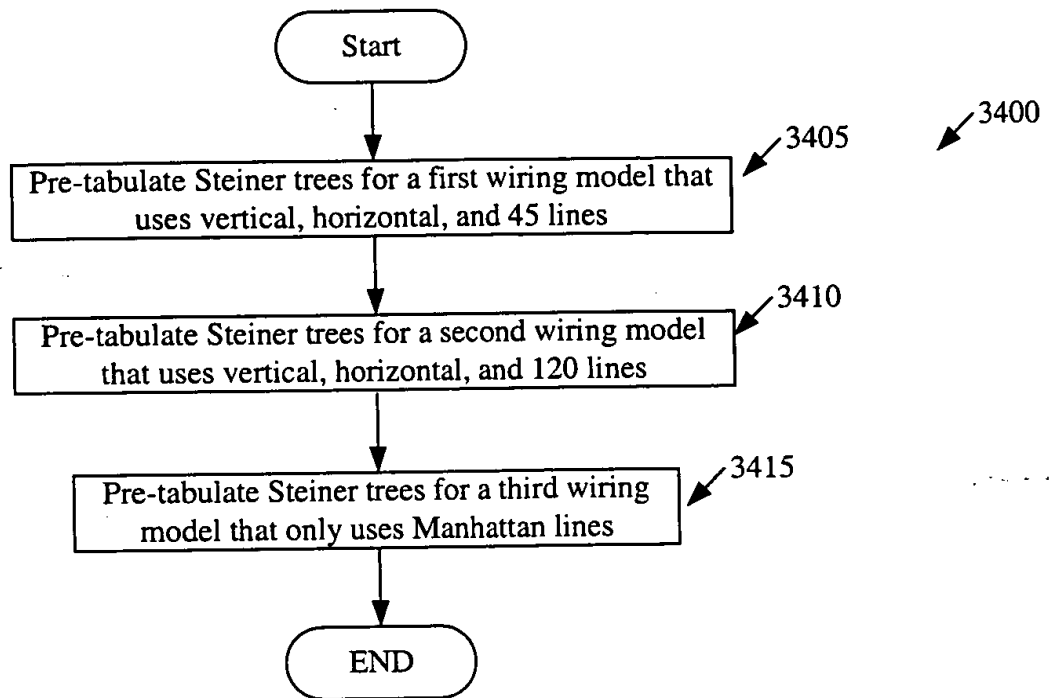 Start
3400
3405
Pre-tabulate Steiner trees for a first wiring model that
uses vertical, horizontal, and 45 lines
3410
Pre-tabulate Steiner trees for a second wiring model
that uses vertical, horizontal, and 120 lines
3415
Pre-tabulate Steiner trees for a third wiring
model that only uses Manhattan lines
END